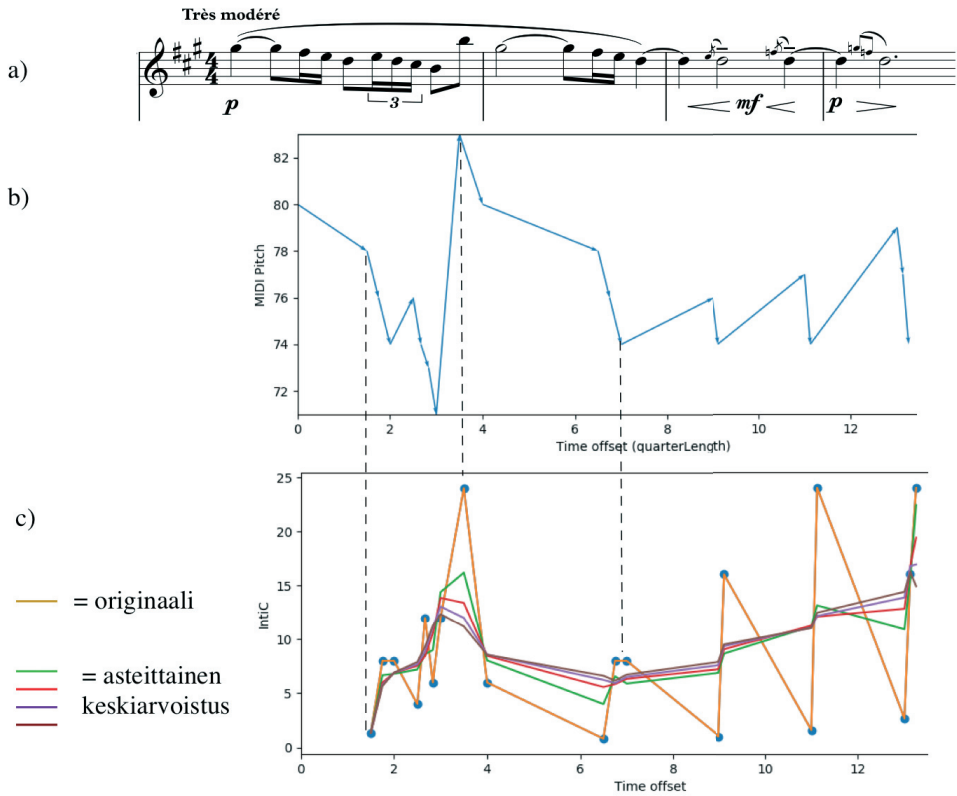 Très modéré
a)
4
4
3
p
mf
p
b)
MIDI Pitch
82
80
78
76
74
72
0 2 4 6 8 10 12
Time offset (quarterLength)
c)
= originaali
= asteittainen
keskiarvoistus
IntiC
25
20
15
10
5
0
0 2 4 6 8 10 12
Time offset